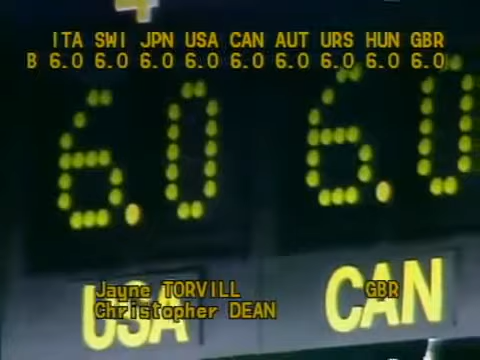 4
ITA SWI JPN USA CAN AUT URS HUN GBR
B 6.0 6.0 6.0 6.0 6.0 6.0 6.0 6.0 6.0
6.0 6.0
Jayne TORVILL GBR
Christopher DEAN
USA CAN